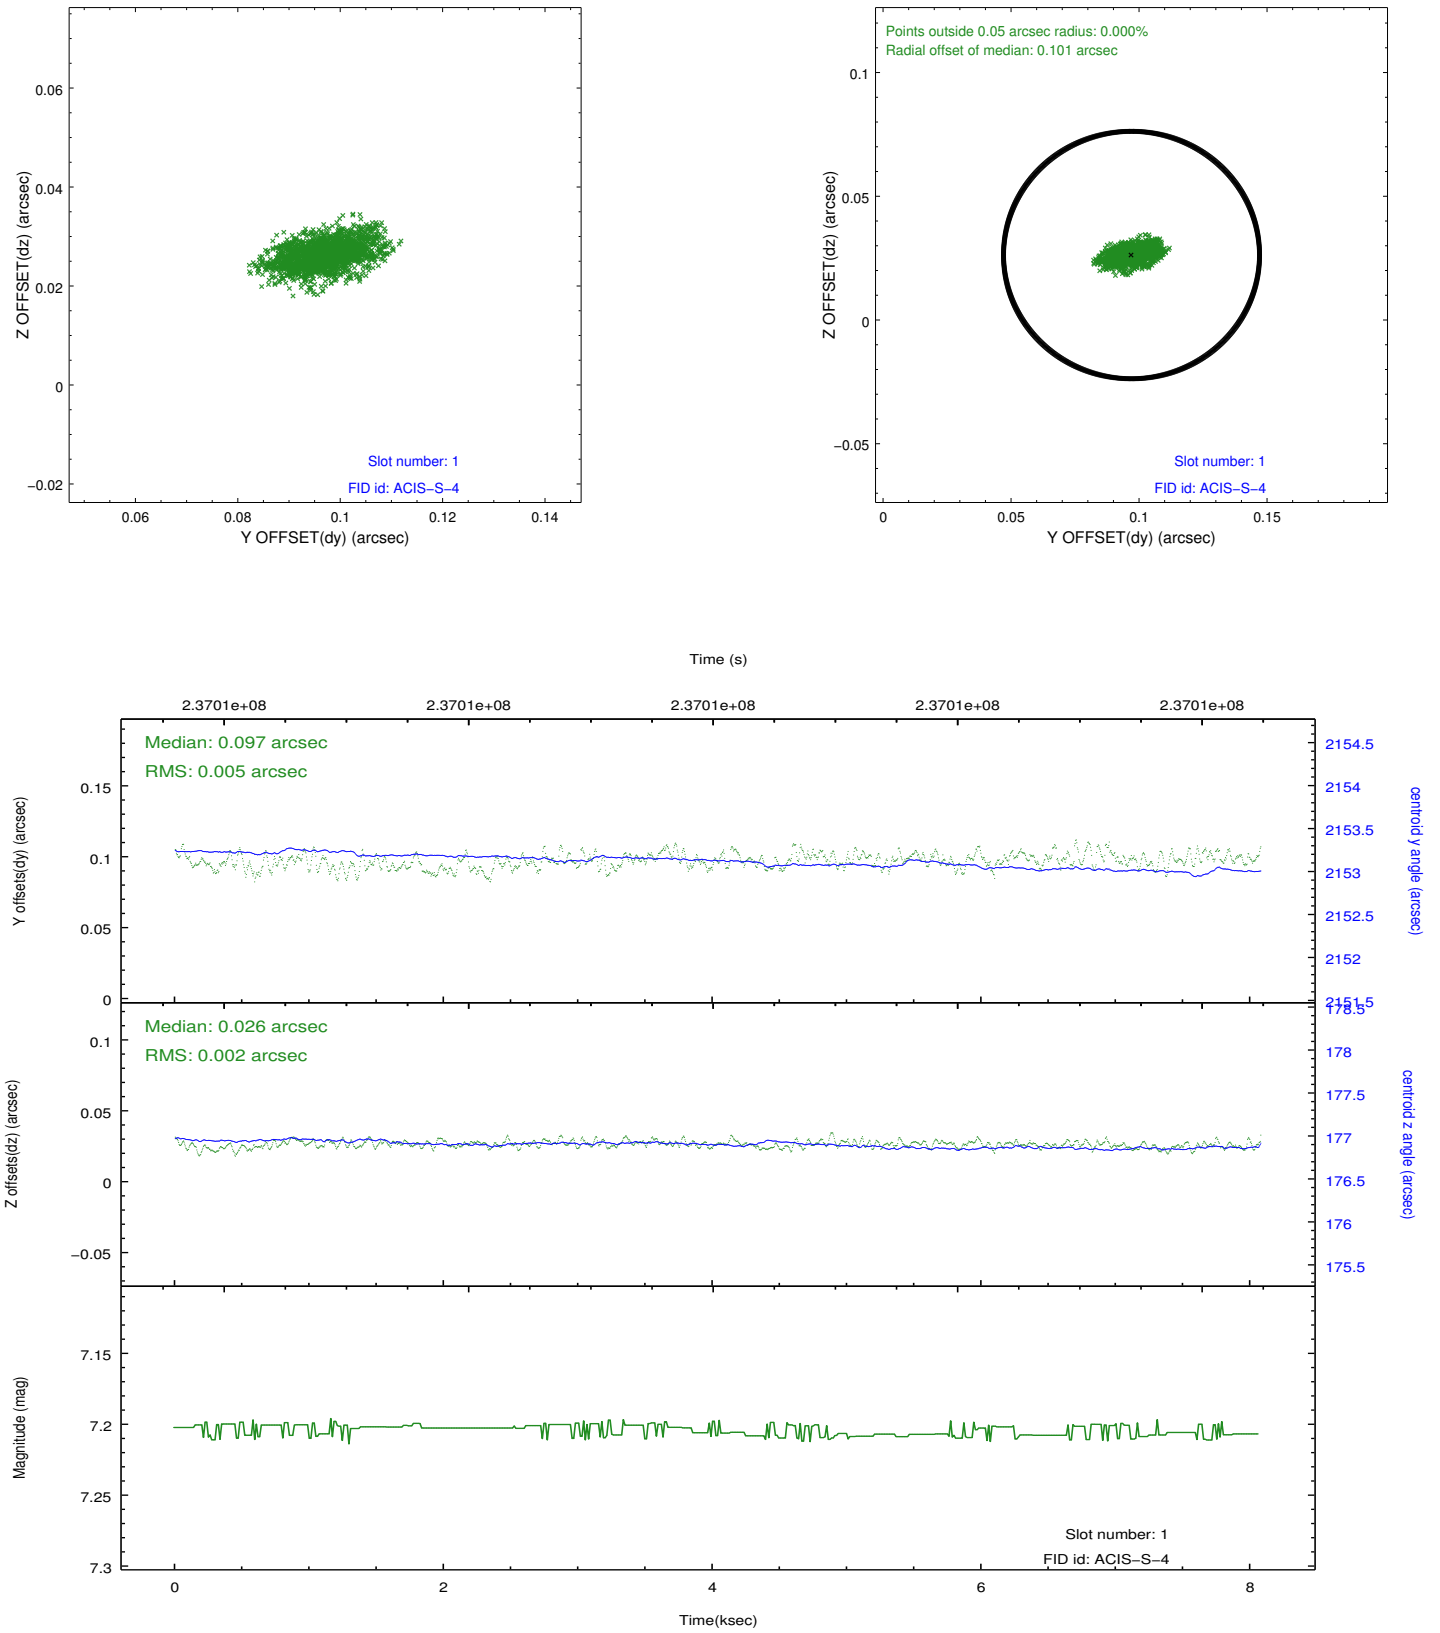 0.06
0.04
0.02
0
−0.02
Z OFFSET(dz) (arcsec)
Slot number: 1
FID id: ACIS−S−4
0.06 0.08 0.1 0.12 0.14
Y OFFSET(dy) (arcsec)
Points outside 0.05 arcsec radius: 0.000%
Radial offset of median: 0.101 arcsec
0.1
0.05
0
−0.05
Z OFFSET(dz) (arcsec)
Slot number: 1
FID id: ACIS−S−4
0 0.05 0.1 0.15
Y OFFSET(dy) (arcsec)
Time (s)
2.3701e+08 2.3701e+08 2.3701e+08 2.3701e+08 2.3701e+08
Median: 0.097 arcsec
RMS: 0.005 arcsec
0.15
0.1
0.05
0
Y offsets(dy) (arcsec)
2154.5
2154
2153.5
2153
2152.5
2152
2151.5
centroid y angle (arcsec)
Median: 0.026 arcsec
RMS: 0.002 arcsec
0.1
0.05
0
−0.05
Z offsets(dz) (arcsec)
178.5
178
177.5
177
176.5
176
175.5
centroid z angle (arcsec)
7.15
7.2
7.25
7.3
Magnitude (mag)
Slot number: 1
FID id: ACIS−S−4
0 2 4 6 8
Time(ksec)